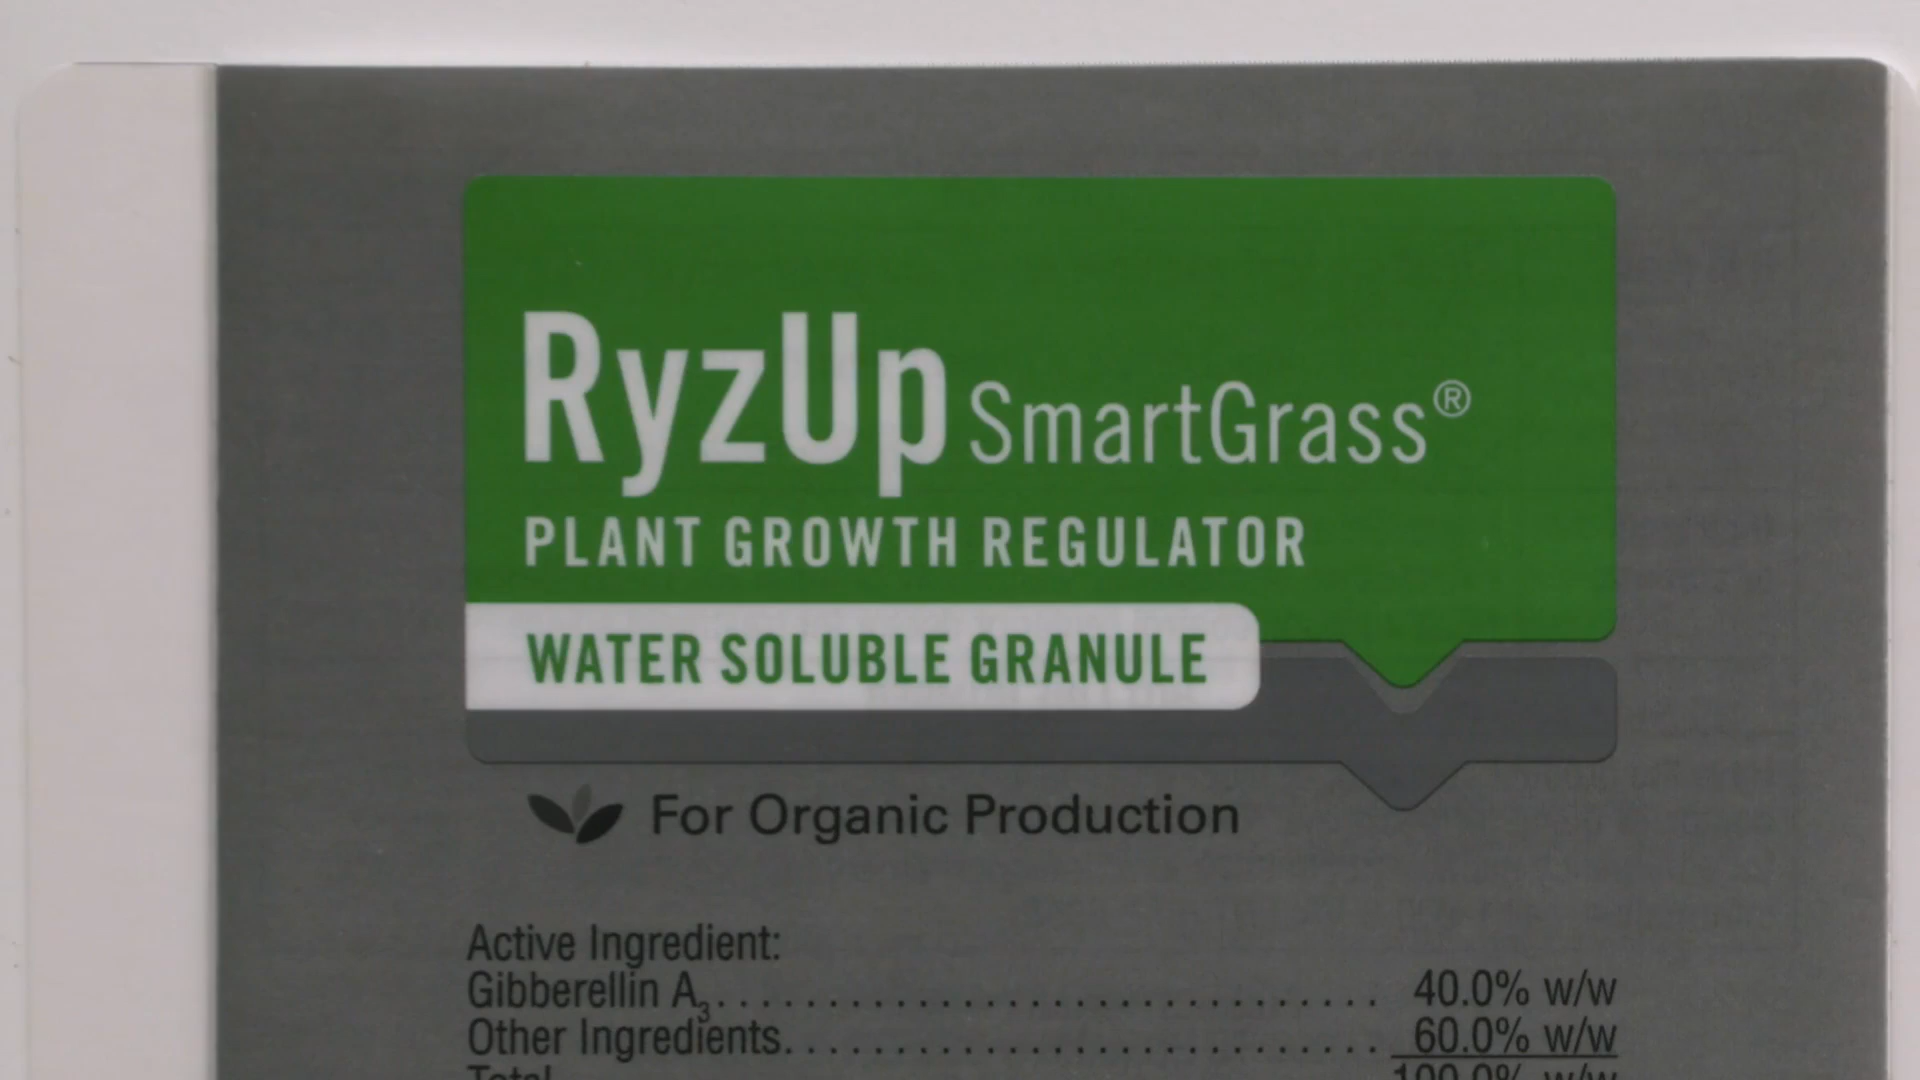 RyzUp SmartGrass®
PLANT GROWTH REGULATOR
WATER SOLUBLE GRANULE
For Organic Production
Active Ingredient:
Gibberellin A₃. . . . . . . . . . . . . . . . . . . . . . . . . . . . . . 40.0% w/w
Other Ingredients. . . . . . . . . . . . . . . . . . . . . . . . . . . 60.0% w/w
Total 100.0% w/w